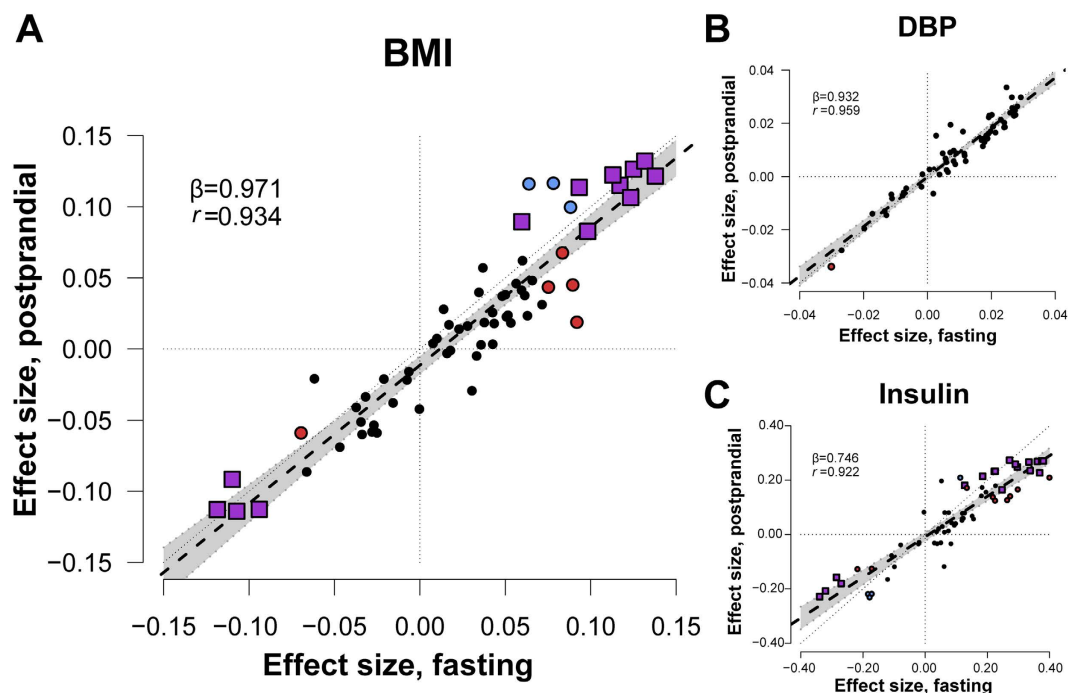 A
BMI
β=0.971
r=0.934
Effect size, postprandial
0.15
0.10
0.05
0.00
−0.05
−0.10
−0.15
−0.15 −0.10 −0.05 0.00 0.05 0.10 0.15
Effect size, fasting
B
DBP
β=0.932
r=0.959
Effect size, postprandial
0.04
0.02
0.00
−0.02
−0.04
−0.04 −0.02 0.00 0.02 0.04
Effect size, fasting
C
Insulin
β=0.746
r=0.922
Effect size, postprandial
0.40
0.20
0.00
−0.20
−0.40
−0.40 −0.20 0.00 0.20 0.40
Effect size, fasting